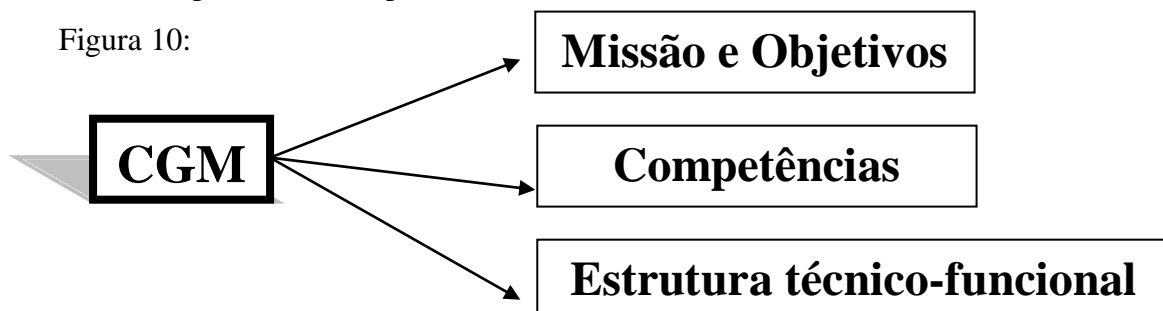 Figura 10:
Missão e Objetivos
CGM
Competências
Estrutura técnico-funcional